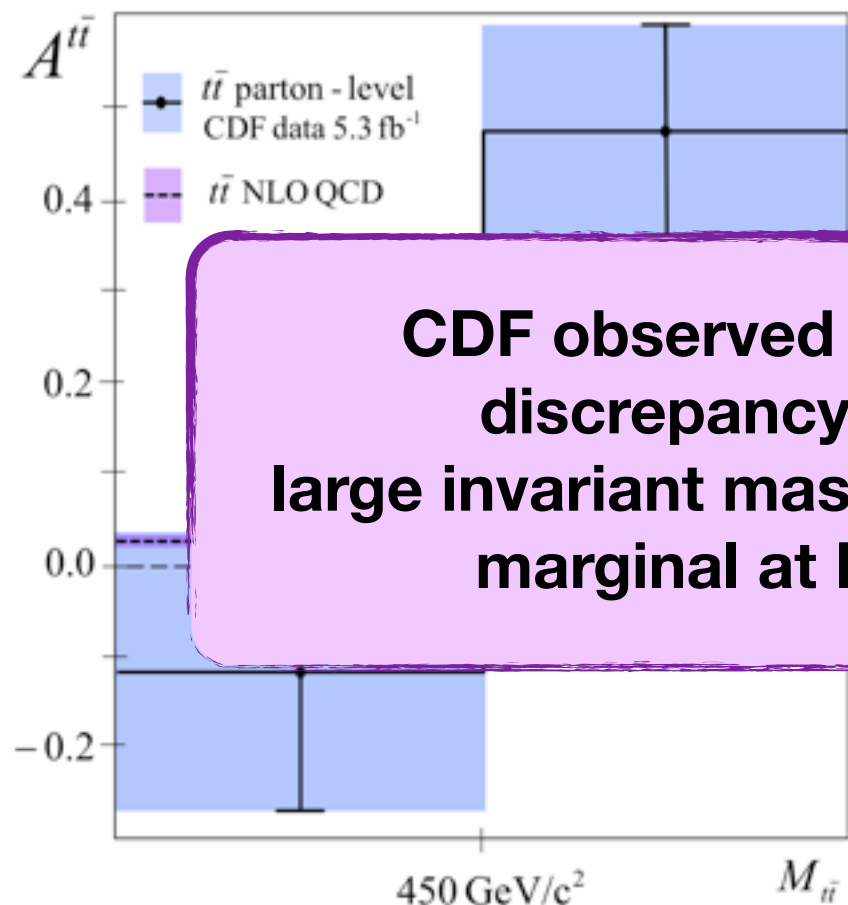 A^{tt̄}
tt̄ parton - level
CDF data 5.3 fb⁻¹
tt̄ NLO QCD
0.4
0.2
0.0
−0.2
CDF observed
discrepancy
large invariant mas
marginal at
450 GeV/c²
M_{tt̄}